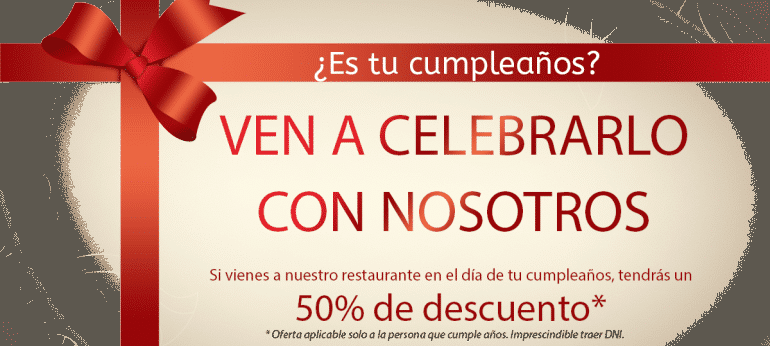 ¿Es tu cumpleaños?
VEN A CELEBRARLO
CON NOSOTROS
Si vienes a nuestro restaurante en el día de tu cumpleaños, tendrás un
50% de descuento*
* Oferta aplicable solo a la persona que cumple años. Imprescindible traer DNI.